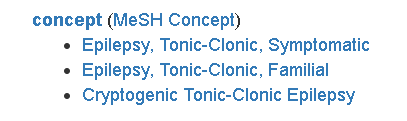 concept (MeSH Concept)
• Epilepsy, Tonic-Clonic, Symptomatic
• Epilepsy, Tonic-Clonic, Familial
• Cryptogenic Tonic-Clonic Epilepsy